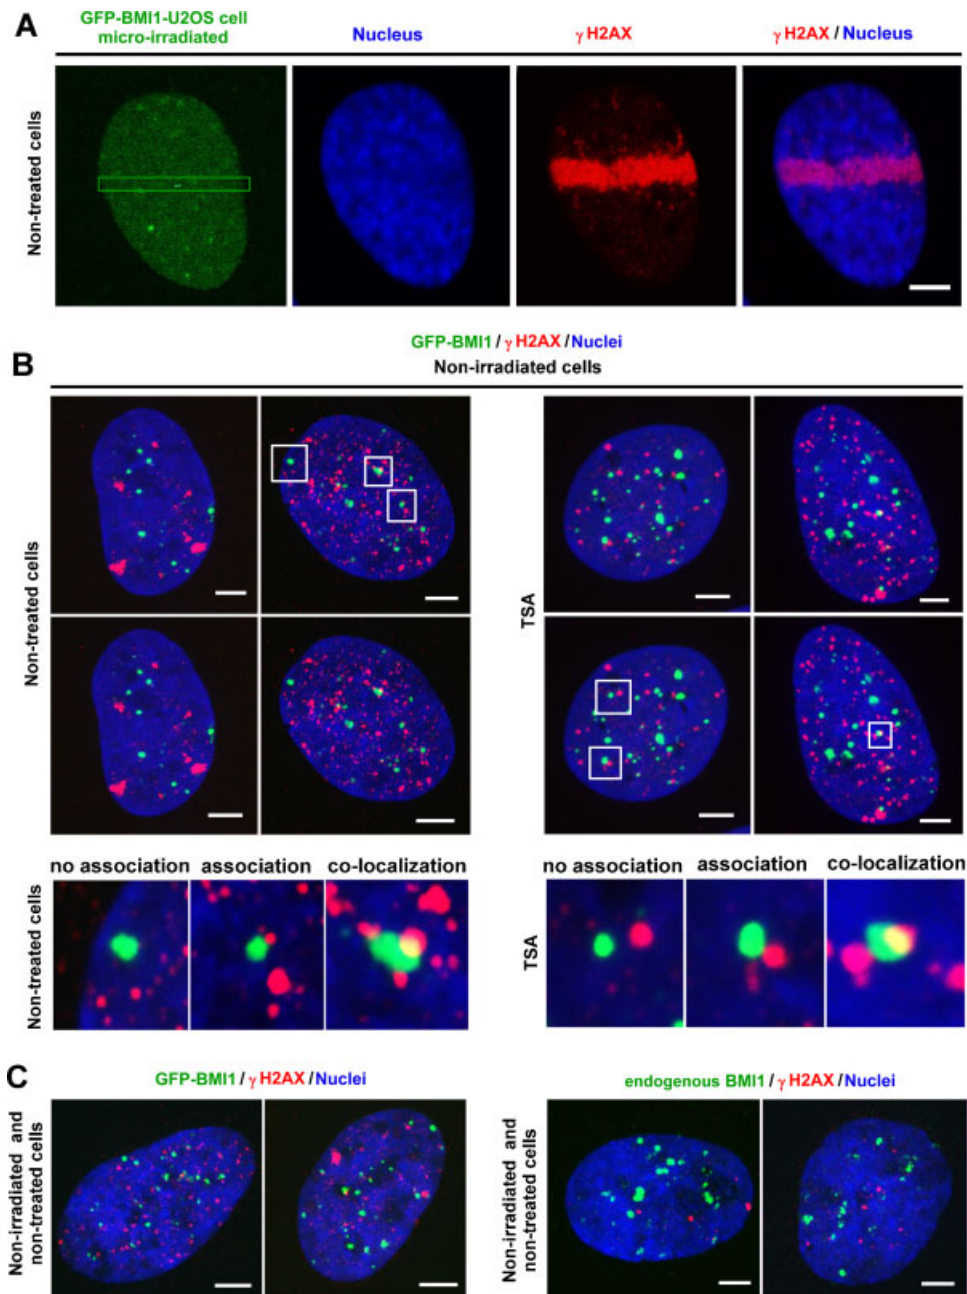 A
GFP-BMI1-U2OS cell
micro-irradiated
Nucleus
γH2AX
γH2AX/Nucleus
Non-treated cells
GFP-BMI1/γH2AX/Nuclei
B
Non-irradiated cells
Non-treated cells
TSA
no association
association
co-localization
Non-treated cells
no association
association
co-localization
TSA
C
GFP-BMI1/γH2AX/Nuclei
endogenous BMI1/γH2AX/Nuclei
Non-irradiated and
non-treated cells
Non-irradiated and
non-treated cells